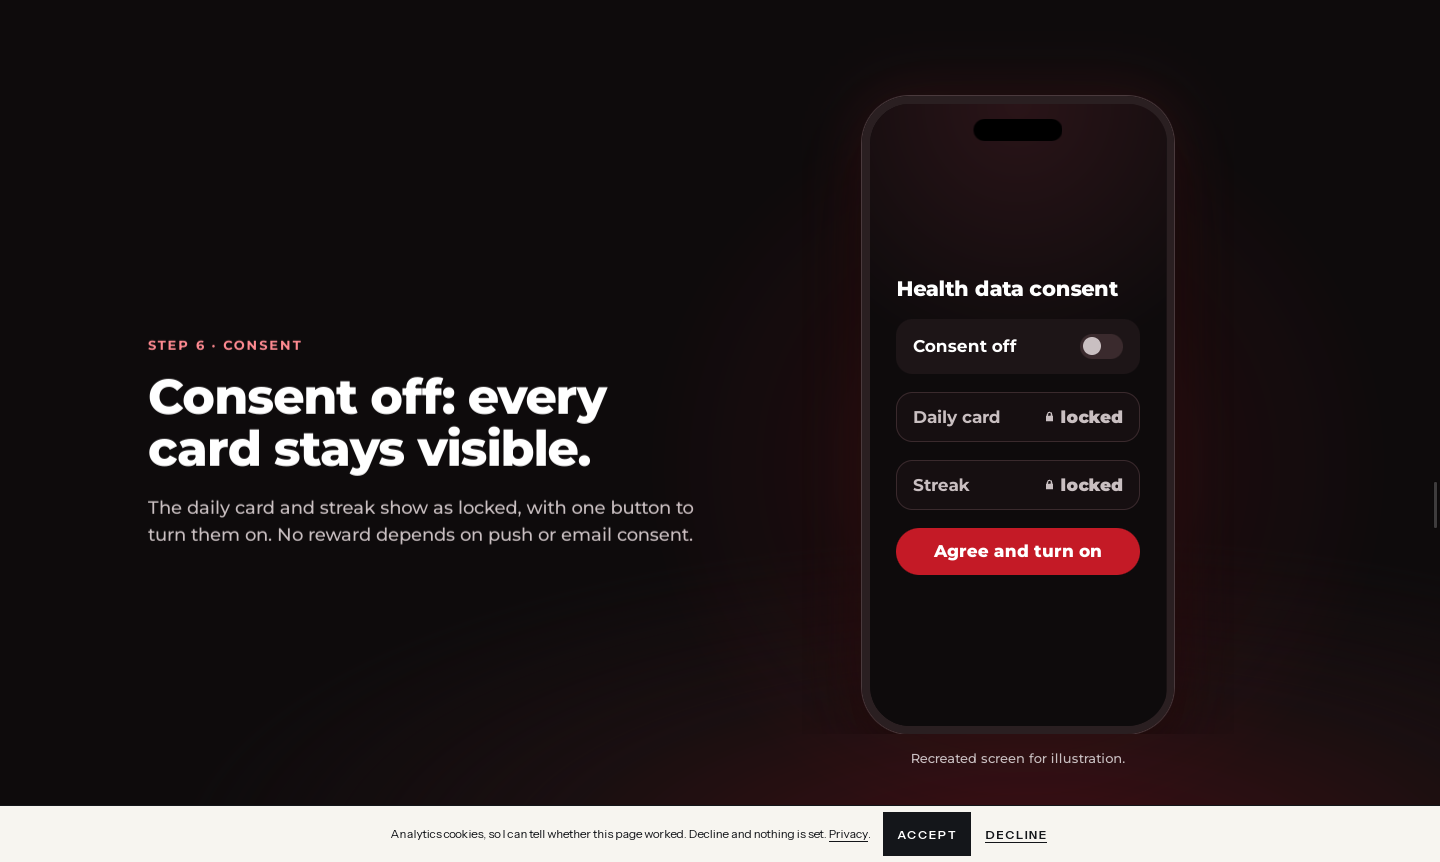 STEP 6 · CONSENT
Consent off: every
card stays visible.
The daily card and streak show as locked, with one button to
turn them on. No reward depends on push or email consent.
Health data consent
Consent off
Daily card locked
Streak locked
Agree and turn on
Recreated screen for illustration.
Analytics cookies, so I can tell whether this page worked. Decline and nothing is set. Privacy. ACCEPT DECLINE